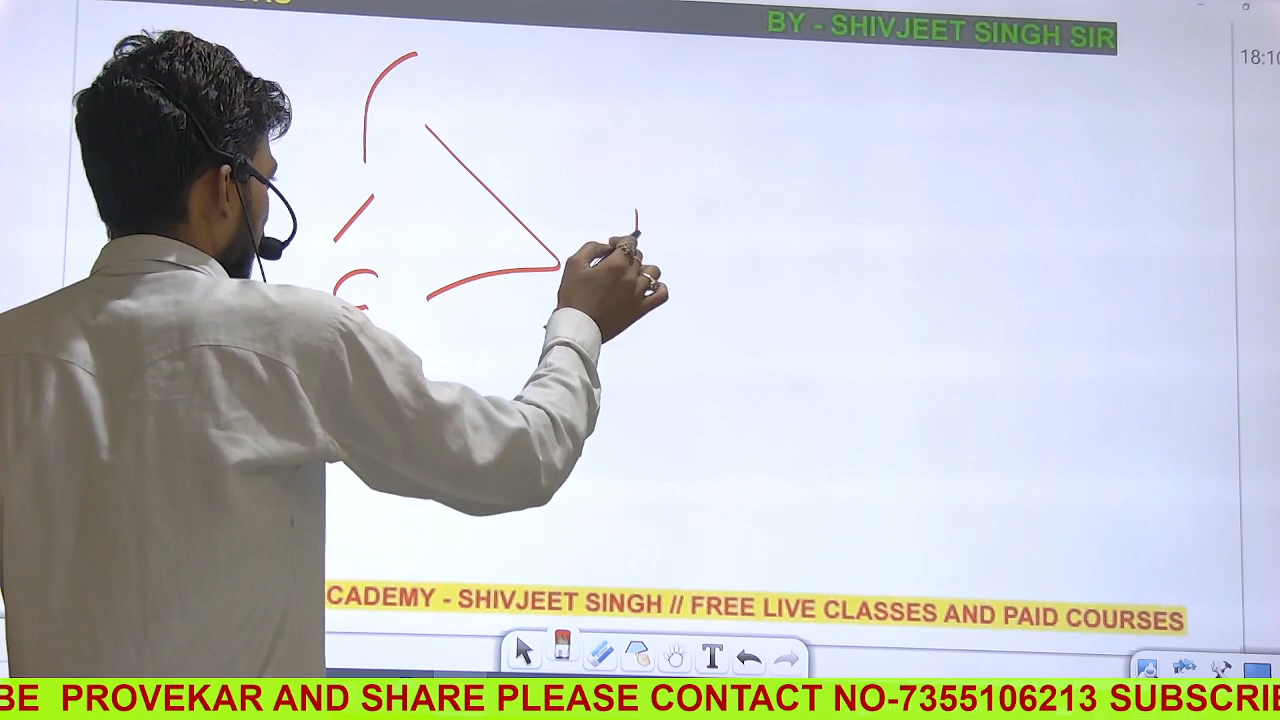 BY - SHIVJEET SINGH SIR
18:10
CADEMY - SHIVJEET SINGH // FREE LIVE CLASSES AND PAID COURSES
T
BE PROVEKAR AND SHARE PLEASE CONTACT NO-7355106213 SUBSCRIBE